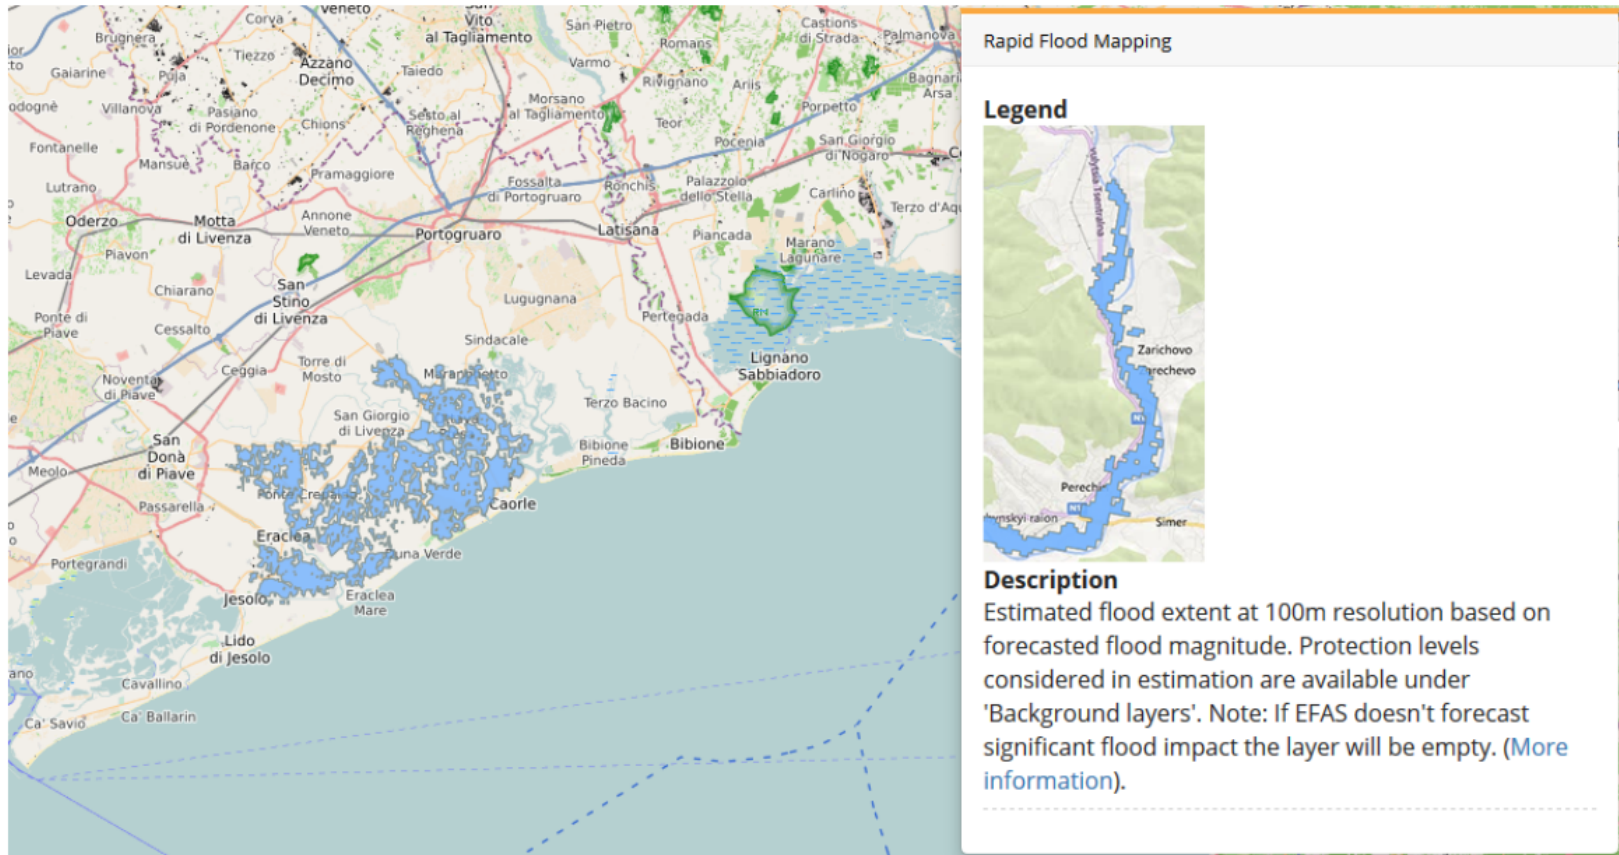 Veneto
San
Vito
al Tagliamento
Corva
Brugnera
San Pietro
Castions
di Strada
Palmanova
Romans
Tiezzo
Azzano
Decimo
Taiedo
Varmo
Gaiarine
Puja
Rivignano
Ariis
Bagnari
Arsa
Villanova
Pasiano
di Pordenone
Chions
Sesto al
Reghena
Morsano
al Tagliamento
Teor
Porpetto
Pocenia
San Giorgio
di Nogaro
Fontanelle
Mansuè
Barco
Pramaggiore
Fossalta
di Portogruaro
Ronchis
Palazzolo
dello Stella
Carlino
Lutrano
Oderzo
Motta
di Livenza
Annone
Veneto
Portogruaro
Latisana
Piancada
Marano
Lagunare
Terzo d'Aqu
Piavon
Levada
Chiarano
San
Stino
di Livenza
Lugugnana
Pertegada
Ponte di
Piave
Cessalto
Sindacale
Lignano
Sabbiadoro
Noventa
di Piave
Ceggia
Torre di
Mosto
San Giorgio
di Livenza
Terzo Bacino
Bibione
Pineda
Bibione
San
Donà
di Piave
Meolo
Passarella
Caorle
Eraclea
Duna Verde
Portegrandi
Jesolo
Eraclea
Mare
Lido
di Jesolo
Cavallino
Ca' Savio
Ca' Ballarin
Rapid Flood Mapping
Legend
Zarichovo
Simer
Description
Estimated flood extent at 100m resolution based on
forecasted flood magnitude. Protection levels
considered in estimation are available under
'Background layers'. Note: If EFAS doesn't forecast
significant flood impact the layer will be empty. (More
information).